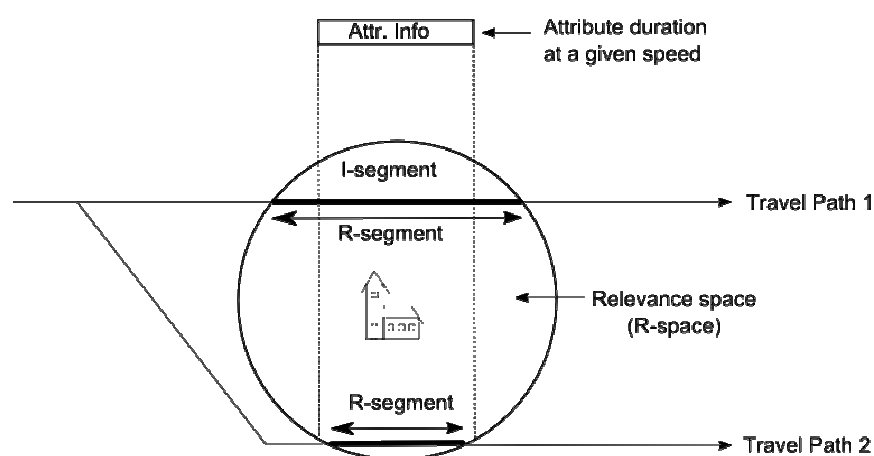 Attr. Info
Attribute duration
at a given speed
I-segment
Travel Path 1
R-segment
Relevance space
(R-space)
R-segment
Travel Path 2